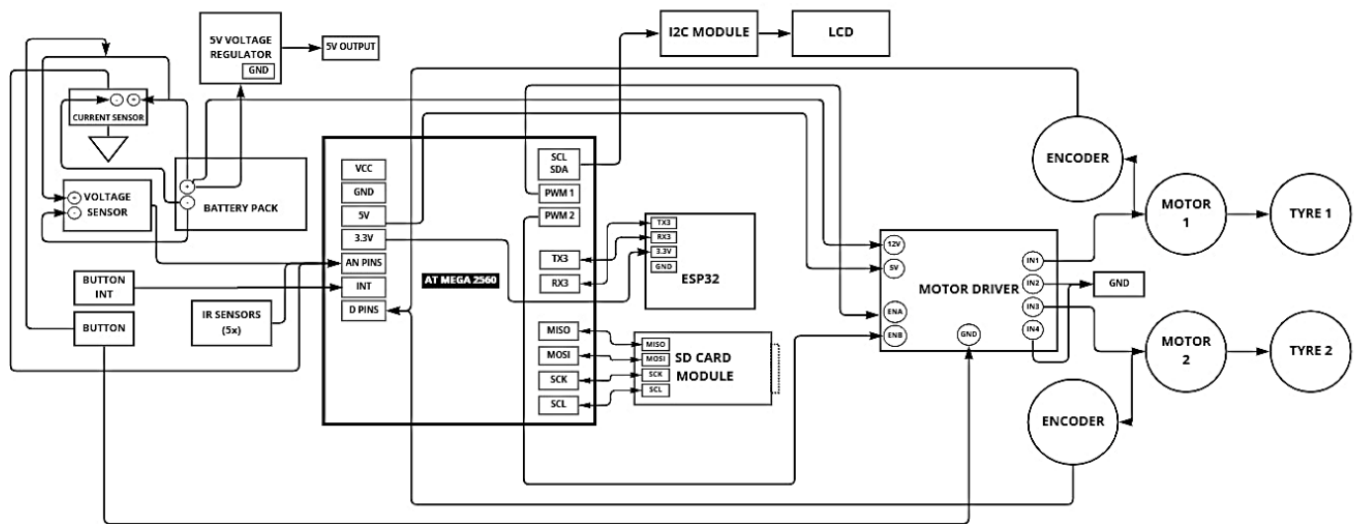 5V VOLTAGE
REGULATOR
GND
5V OUTPUT
I2C MODULE
LCD
-
+
CURRENT SENSOR
+
-
VOLTAGE
SENSOR
+
-
BATTERY PACK
BUTTON
INT
BUTTON
IR SENSORS
(5x)
VCC
GND
5V
3.3V
AN PINS
INT
D PINS
AT MEGA 2560
SCL
SDA
PWM 1
PWM 2
TX3
RX3
MISO
MOSI
SCK
SCL
TX3
RX3
3.3V
GND
ESP32
MISO
MOSI
SCK
SCL
SD CARD
MODULE
12V
5V
ENA
ENB
MOTOR DRIVER
GND
IN1
IN2
IN3
IN4
GND
ENCODER
MOTOR
1
TYRE 1
MOTOR
2
TYRE 2
ENCODER